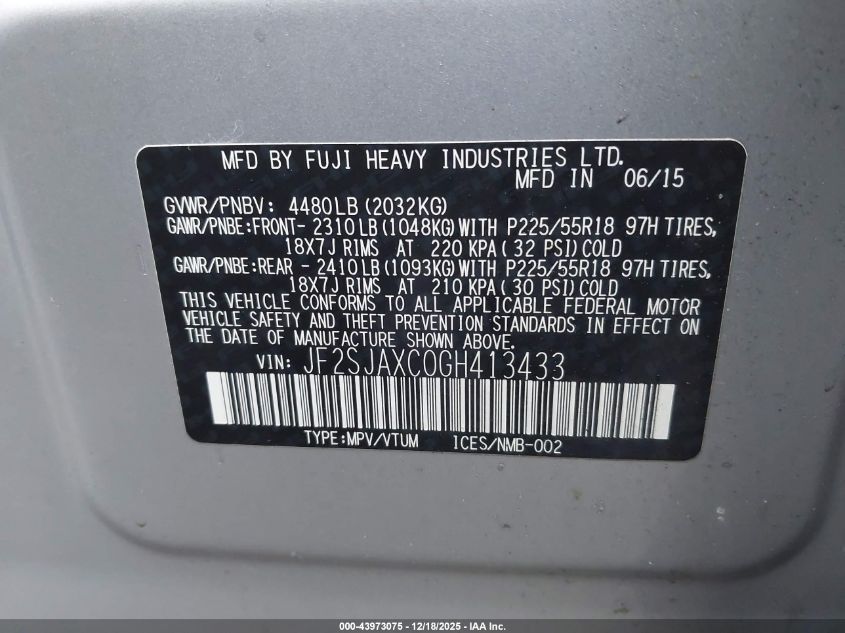 MFD BY FUJI HEAVY INDUSTRIES LTD.
MFD IN 06/15
GVWR/PNBV: 4480LB (2032KG)
GAWR/PNBE:FRONT- 2310LB (1048KG) WITH P225/55R18 97H TIRES,
18X7J RIMS AT 220 KPA ( 32 PSI) COLD
GAWR/PNBE:REAR - 2410LB (1093KG) WITH P225/55R18 97H TIRES,
18X7J RIMS AT 210 KPA ( 30 PSI) COLD
THIS VEHICLE CONFORMS TO ALL APPLICABLE FEDERAL MOTOR
VEHICLE SAFETY AND THEFT PREVENTION STANDARDS IN EFFECT ON
THE DATE OF MANUFACTURE SHOWN ABOVE.
VIN: JF2SJAXC0GH413433
TYPE:MPV/VTUM ICES/NMB-002
000-43973075 - 12/18/2025 - IAA Inc.